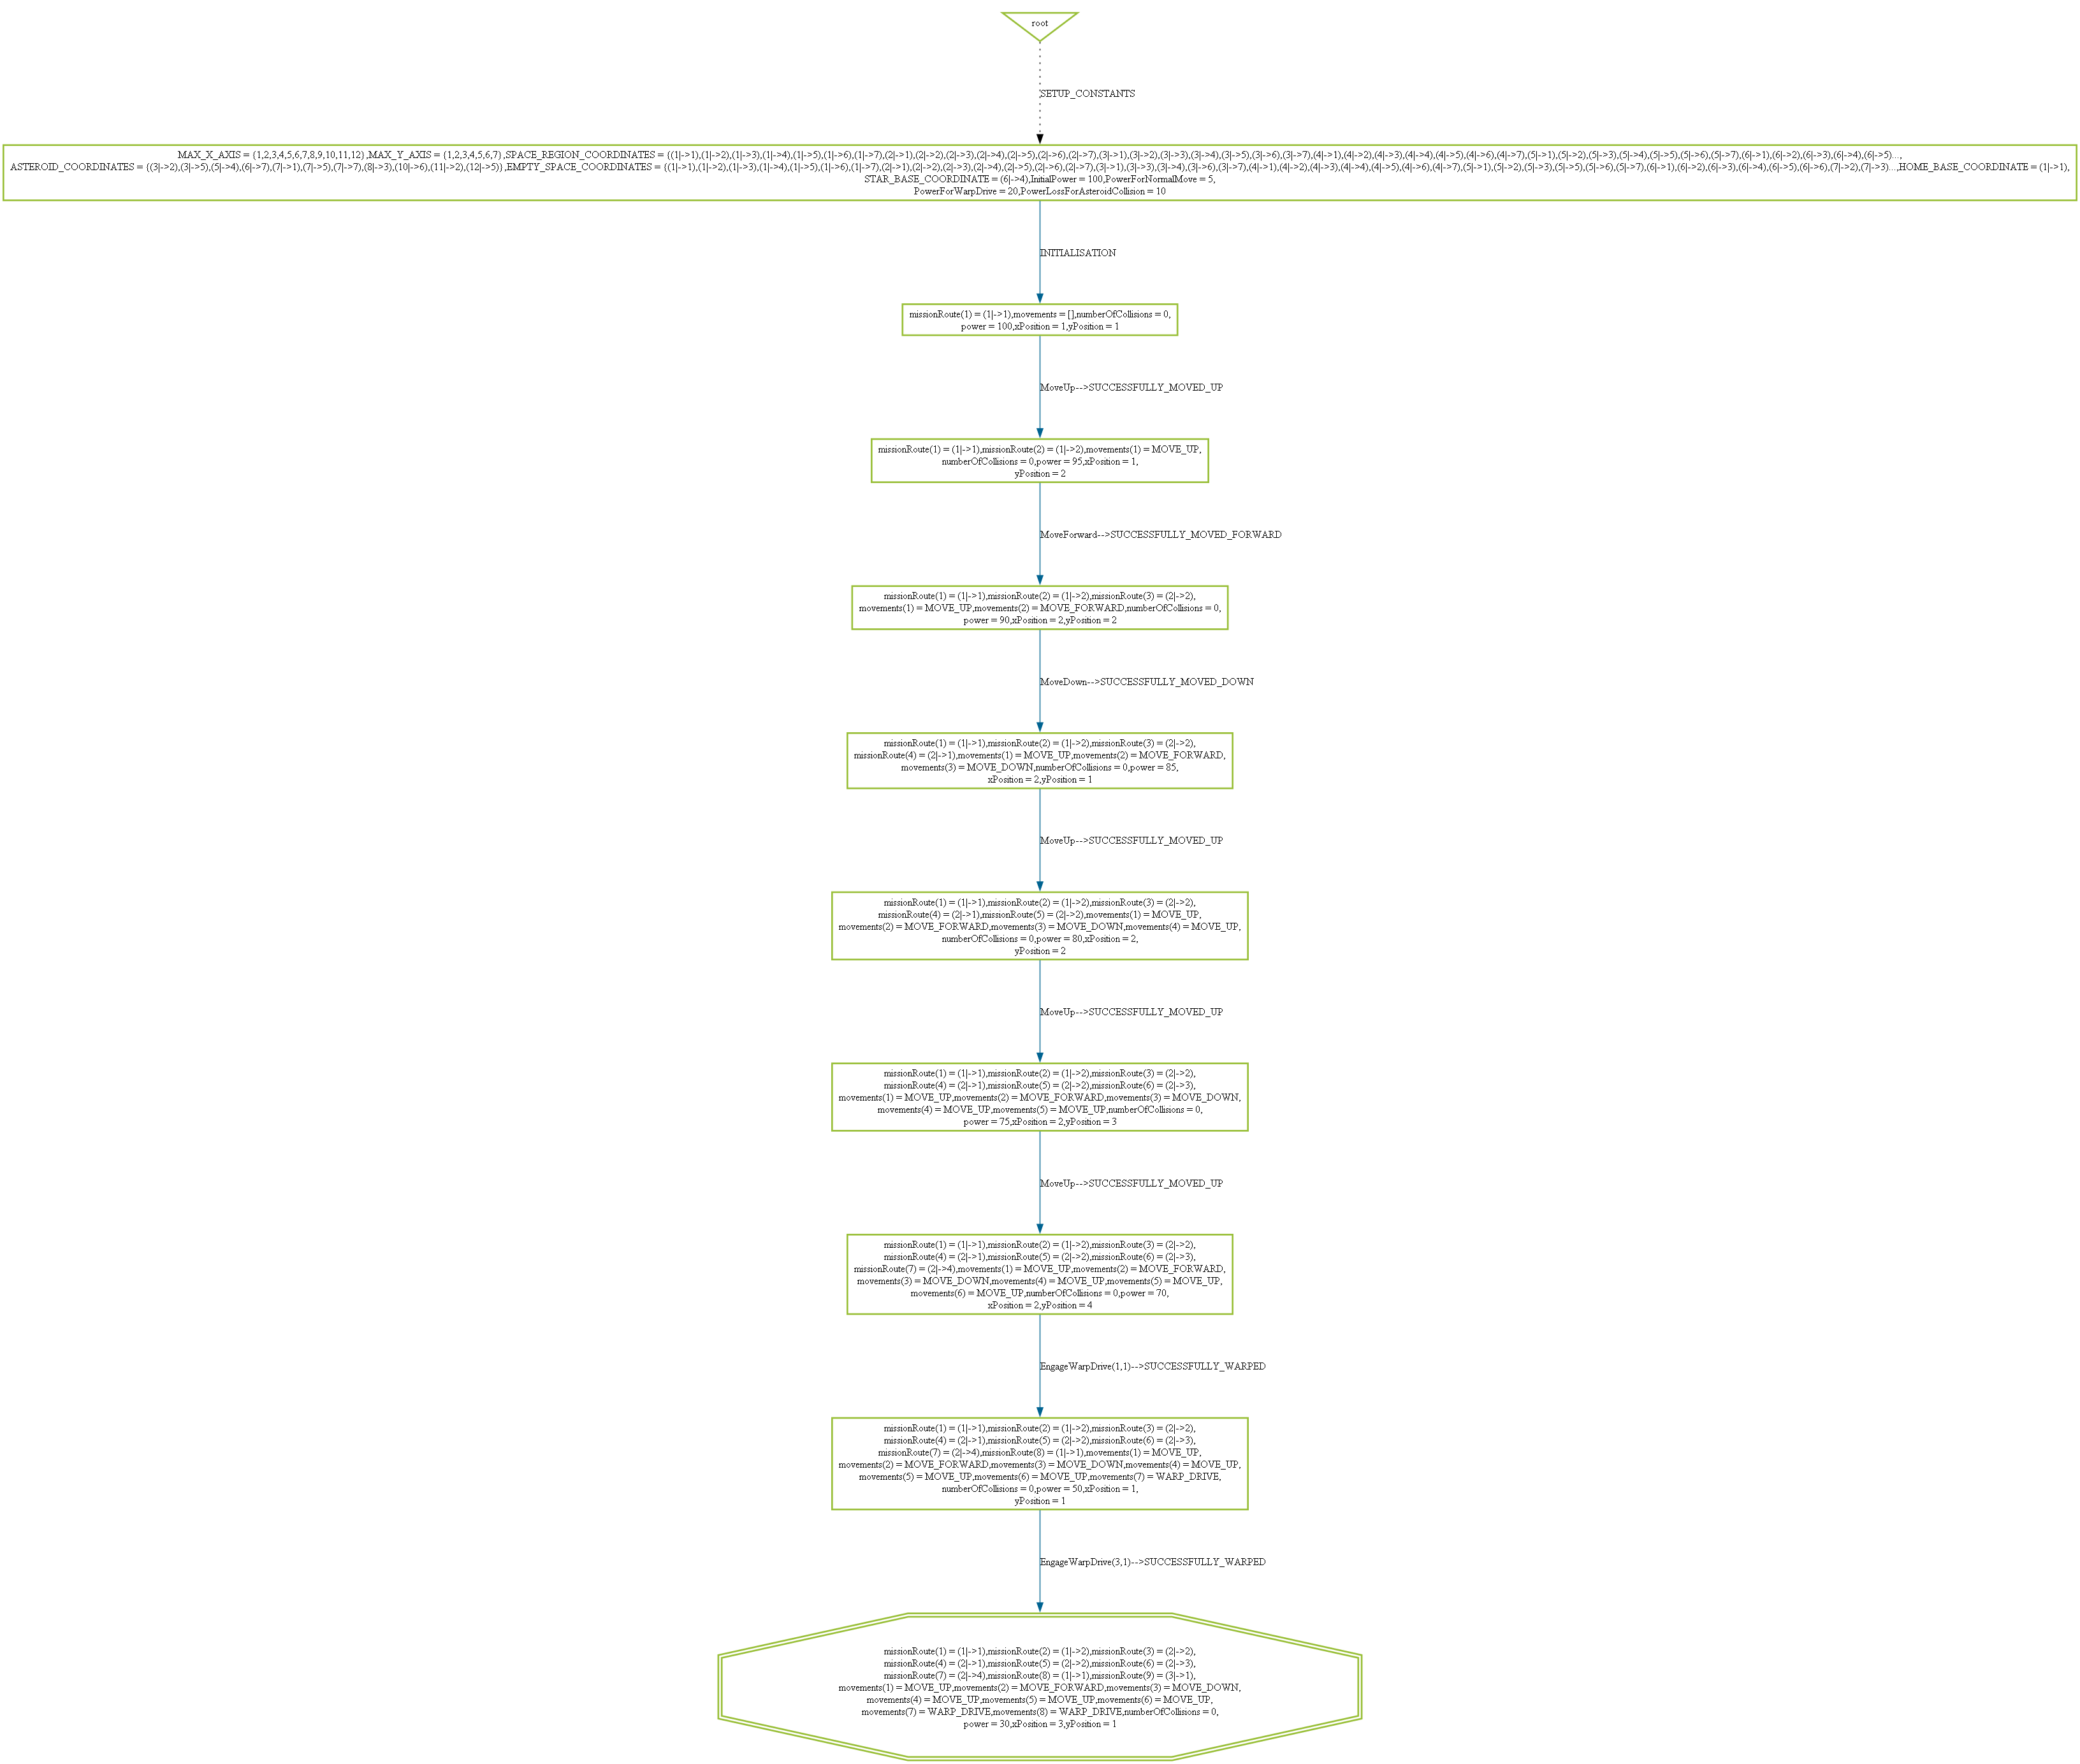 root
SETUP_CONSTANTS
MAX_X_AXIS = {1,2,3,4,5,6,7,8,9,10,11,12} ,MAX_Y_AXIS = {1,2,3,4,5,6,7} ,SPACE_REGION_COORDINATES = {(1|->1),(1|->2),(1|->3),(1|->4),(1|->5),(1|->6),(1|->7),(2|->1),(2|->2),(2|->3),(2|->4),(2|->5),(2|->6),(2|->7),(3|->1),(3|->2),(3|->3),(3|->4),(3|->5),(3|->6),(3|->7),(4|->1),(4|->2),(4|->3),(4|->4),(4|->5),(4|->6),(4|->7),(5|->1),(5|->2),(5|->3),(5|->4),(5|->5),(5|->6),(5|->7),(6|->1),(6|->2),(6|->3),(6|->4),(6|->5)...,
ASTEROID_COORDINATES = {(3|->2),(3|->5),(5|->4),(6|->7),(7|->1),(7|->5),(7|->7),(8|->3),(10|->6),(11|->2),(12|->5)} ,EMPTY_SPACE_COORDINATES = {(1|->1),(1|->2),(1|->3),(1|->4),(1|->5),(1|->6),(1|->7),(2|->1),(2|->2),(2|->3),(2|->4),(2|->5),(2|->6),(2|->7),(3|->1),(3|->3),(3|->4),(3|->6),(3|->7),(4|->1),(4|->2),(4|->3),(4|->4),(4|->5),(4|->6),(4|->7),(5|->1),(5|->2),(5|->3),(5|->5),(5|->6),(5|->7),(6|->1),(6|->2),(6|->3),(6|->4),(6|->5),(6|->6),(7|->2),(7|->3)...,HOME_BASE_COORDINATE = (1|->1),
STAR_BASE_COORDINATE = (6|->4),InitialPower = 100,PowerForNormalMove = 5,
PowerForWarpDrive = 20,PowerLossForAsteroidCollision = 10
INITIALISATION
missionRoute(1) = (1|->1),movements = [],numberOfCollisions = 0,
power = 100,xPosition = 1,yPosition = 1
MoveUp-->SUCCESSFULLY_MOVED_UP
missionRoute(1) = (1|->1),missionRoute(2) = (1|->2),movements(1) = MOVE_UP,
numberOfCollisions = 0,power = 95,xPosition = 1,
yPosition = 2
MoveForward-->SUCCESSFULLY_MOVED_FORWARD
missionRoute(1) = (1|->1),missionRoute(2) = (1|->2),missionRoute(3) = (2|->2),
movements(1) = MOVE_UP,movements(2) = MOVE_FORWARD,numberOfCollisions = 0,
power = 90,xPosition = 2,yPosition = 2
MoveDown-->SUCCESSFULLY_MOVED_DOWN
missionRoute(1) = (1|->1),missionRoute(2) = (1|->2),missionRoute(3) = (2|->2),
missionRoute(4) = (2|->1),movements(1) = MOVE_UP,movements(2) = MOVE_FORWARD,
movements(3) = MOVE_DOWN,numberOfCollisions = 0,power = 85,
xPosition = 2,yPosition = 1
MoveUp-->SUCCESSFULLY_MOVED_UP
missionRoute(1) = (1|->1),missionRoute(2) = (1|->2),missionRoute(3) = (2|->2),
missionRoute(4) = (2|->1),missionRoute(5) = (2|->2),movements(1) = MOVE_UP,
movements(2) = MOVE_FORWARD,movements(3) = MOVE_DOWN,movements(4) = MOVE_UP,
numberOfCollisions = 0,power = 80,xPosition = 2,
yPosition = 2
MoveUp-->SUCCESSFULLY_MOVED_UP
missionRoute(1) = (1|->1),missionRoute(2) = (1|->2),missionRoute(3) = (2|->2),
missionRoute(4) = (2|->1),missionRoute(5) = (2|->2),missionRoute(6) = (2|->3),
movements(1) = MOVE_UP,movements(2) = MOVE_FORWARD,movements(3) = MOVE_DOWN,
movements(4) = MOVE_UP,movements(5) = MOVE_UP,numberOfCollisions = 0,
power = 75,xPosition = 2,yPosition = 3
MoveUp-->SUCCESSFULLY_MOVED_UP
missionRoute(1) = (1|->1),missionRoute(2) = (1|->2),missionRoute(3) = (2|->2),
missionRoute(4) = (2|->1),missionRoute(5) = (2|->2),missionRoute(6) = (2|->3),
missionRoute(7) = (2|->4),movements(1) = MOVE_UP,movements(2) = MOVE_FORWARD,
movements(3) = MOVE_DOWN,movements(4) = MOVE_UP,movements(5) = MOVE_UP,
movements(6) = MOVE_UP,numberOfCollisions = 0,power = 70,
xPosition = 2,yPosition = 4
EngageWarpDrive(1,1)-->SUCCESSFULLY_WARPED
missionRoute(1) = (1|->1),missionRoute(2) = (1|->2),missionRoute(3) = (2|->2),
missionRoute(4) = (2|->1),missionRoute(5) = (2|->2),missionRoute(6) = (2|->3),
missionRoute(7) = (2|->4),missionRoute(8) = (1|->1),movements(1) = MOVE_UP,
movements(2) = MOVE_FORWARD,movements(3) = MOVE_DOWN,movements(4) = MOVE_UP,
movements(5) = MOVE_UP,movements(6) = MOVE_UP,movements(7) = WARP_DRIVE,
numberOfCollisions = 0,power = 50,xPosition = 1,
yPosition = 1
EngageWarpDrive(3,1)-->SUCCESSFULLY_WARPED
missionRoute(1) = (1|->1),missionRoute(2) = (1|->2),missionRoute(3) = (2|->2),
missionRoute(4) = (2|->1),missionRoute(5) = (2|->2),missionRoute(6) = (2|->3),
missionRoute(7) = (2|->4),missionRoute(8) = (1|->1),missionRoute(9) = (3|->1),
movements(1) = MOVE_UP,movements(2) = MOVE_FORWARD,movements(3) = MOVE_DOWN,
movements(4) = MOVE_UP,movements(5) = MOVE_UP,movements(6) = MOVE_UP,
movements(7) = WARP_DRIVE,movements(8) = WARP_DRIVE,numberOfCollisions = 0,
power = 30,xPosition = 3,yPosition = 1